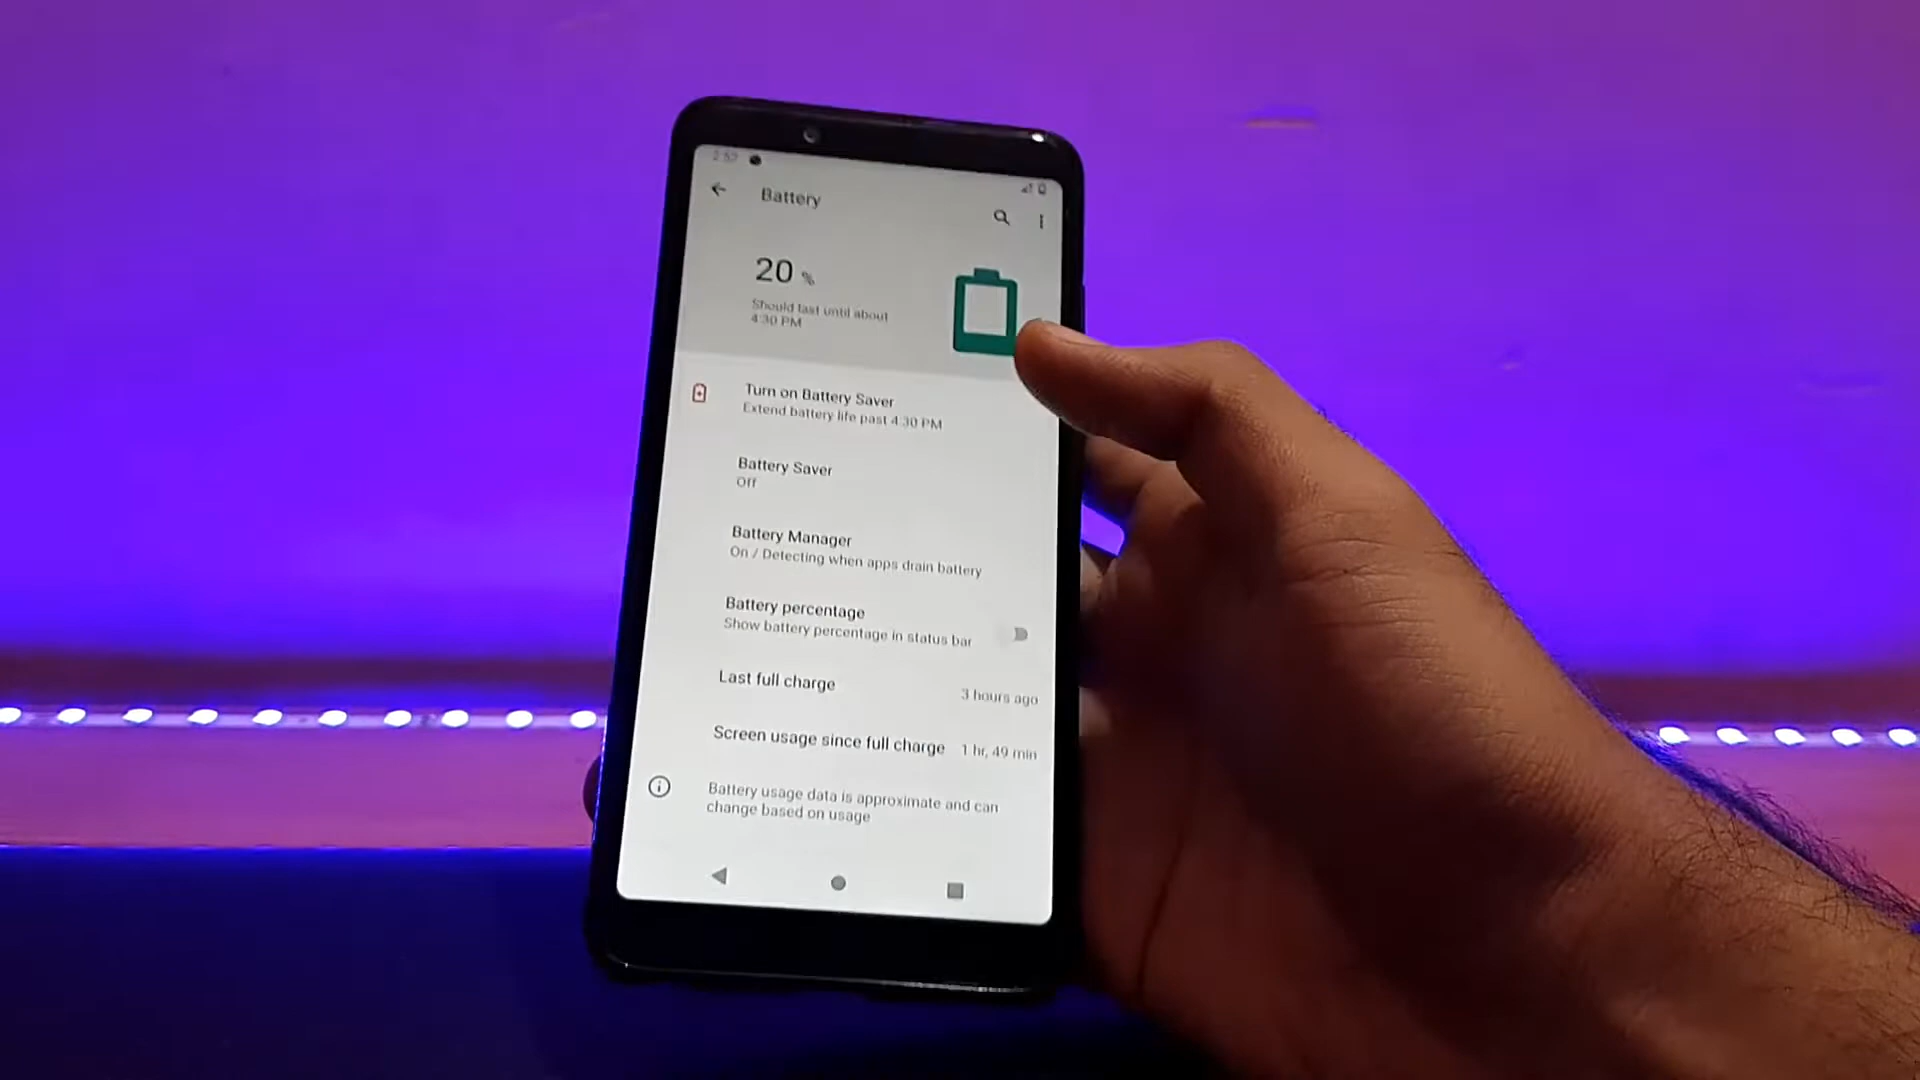 2:52
Battery
20 %
Should last until about
4:30 PM
Turn on Battery Saver
Extend battery life past 4:30 PM
Battery Saver
Off
Battery Manager
On / Detecting when apps drain battery
Battery percentage
Show battery percentage in status bar
Last full charge
3 hours ago
Screen usage since full charge
1 hr, 49 min
Battery usage data is approximate and can
change based on usage